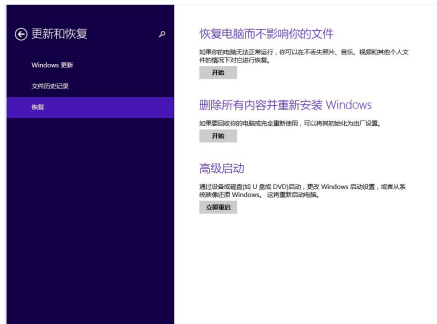 更新和恢复
Windows 更新
文件历史记录
恢复
恢复电脑而不影响你的文件
如果你的电脑无法正常运行，你可以在不丢失照片、音乐、视频和其他个人文
件的情况下对它进行恢复。
开始
删除所有内容并重新安装 Windows
如果要回收你的电脑或完全重新使用，可以将其初始化为出厂设置。
开始
高级启动
通过设备或磁盘(如 U 盘或 DVD)启动，更改 Windows 启动设置，或者从系
统映像还原 Windows。 这将重新启动电脑。
立即重启